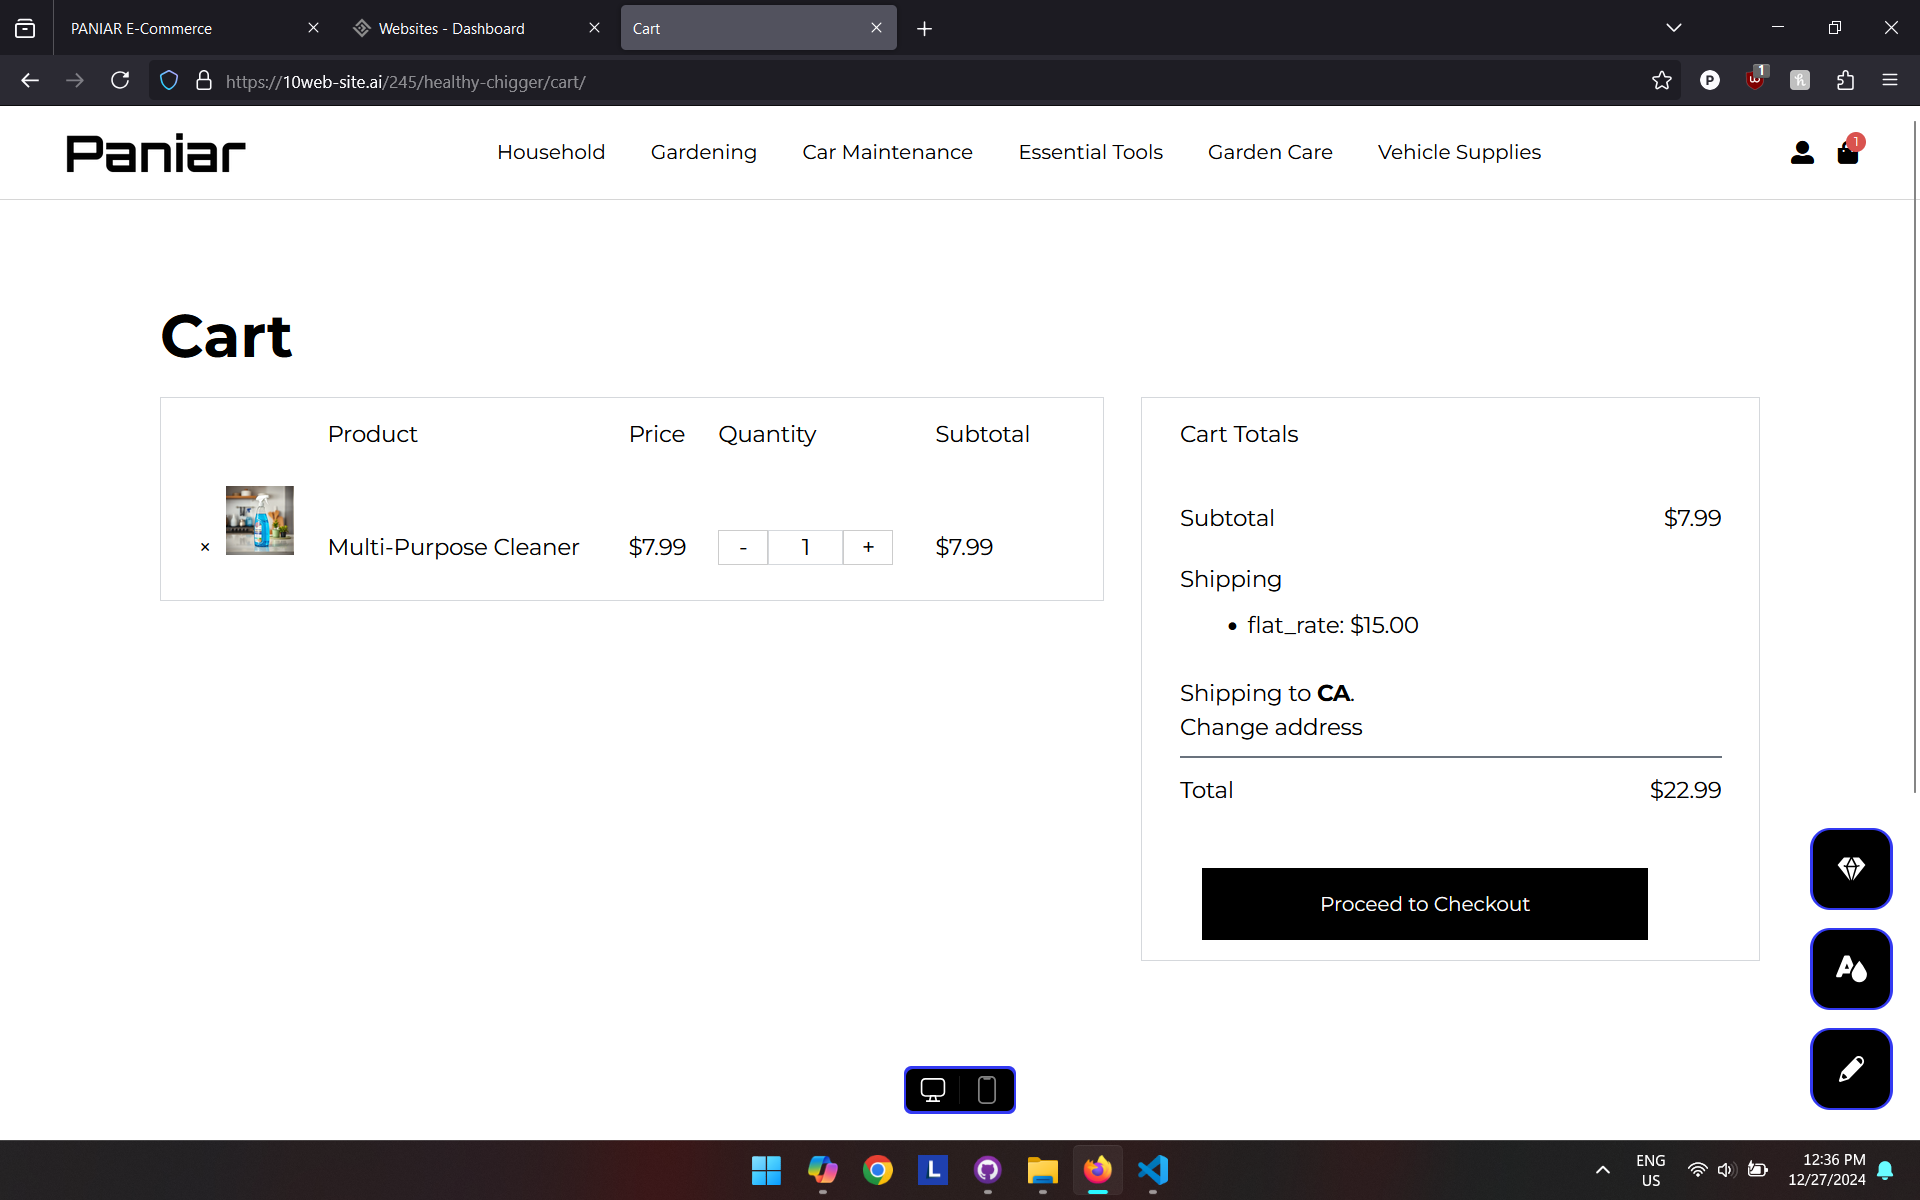 PANIAR E-Commerce
Websites - Dashboard
Cart
https://10web-site.ai/245/healthy-chigger/cart/
P
1
Paniar
Household Gardening Car Maintenance Essential Tools Garden Care Vehicle Supplies
1
Cart
Product Price Quantity Subtotal
× Multi-Purpose Cleaner $7.99 - 1 + $7.99
Cart Totals
Subtotal $7.99
Shipping
• flat_rate: $15.00
Shipping to CA.
Change address
Total $22.99
Proceed to Checkout
A
L
ENG
US
12:36 PM
12/27/2024